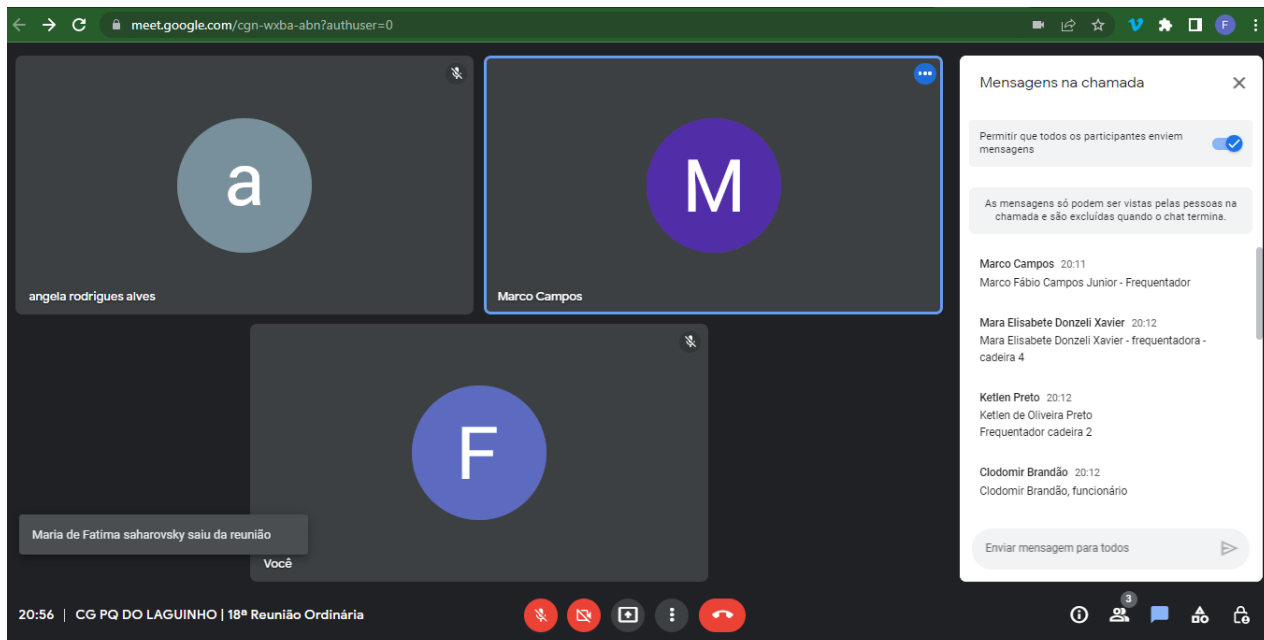 meet.google.com/cgn-wxba-abn?authuser=0
F
a
angela rodrigues alves
M
Marco Campos
F
Você
Maria de Fatima saharovsky saiu da reunião
Mensagens na chamada
Permitir que todos os participantes enviem
mensagens
As mensagens só podem ser vistas pelas pessoas na
chamada e são excluídas quando o chat termina.
Marco Campos 20:11
Marco Fábio Campos Junior - Frequentador
Mara Elisabete Donzeli Xavier 20:12
Mara Elisabete Donzeli Xavier - frequentadora -
cadeira 4
Ketlen Preto 20:12
Ketlen de Oliveira Preto
Frequentador cadeira 2
Clodomir Brandão 20:12
Clodomir Brandão, funcionário
Enviar mensagem para todos
20:56 | CG PQ DO LAGUINHO | 18ª Reunião Ordinária
3